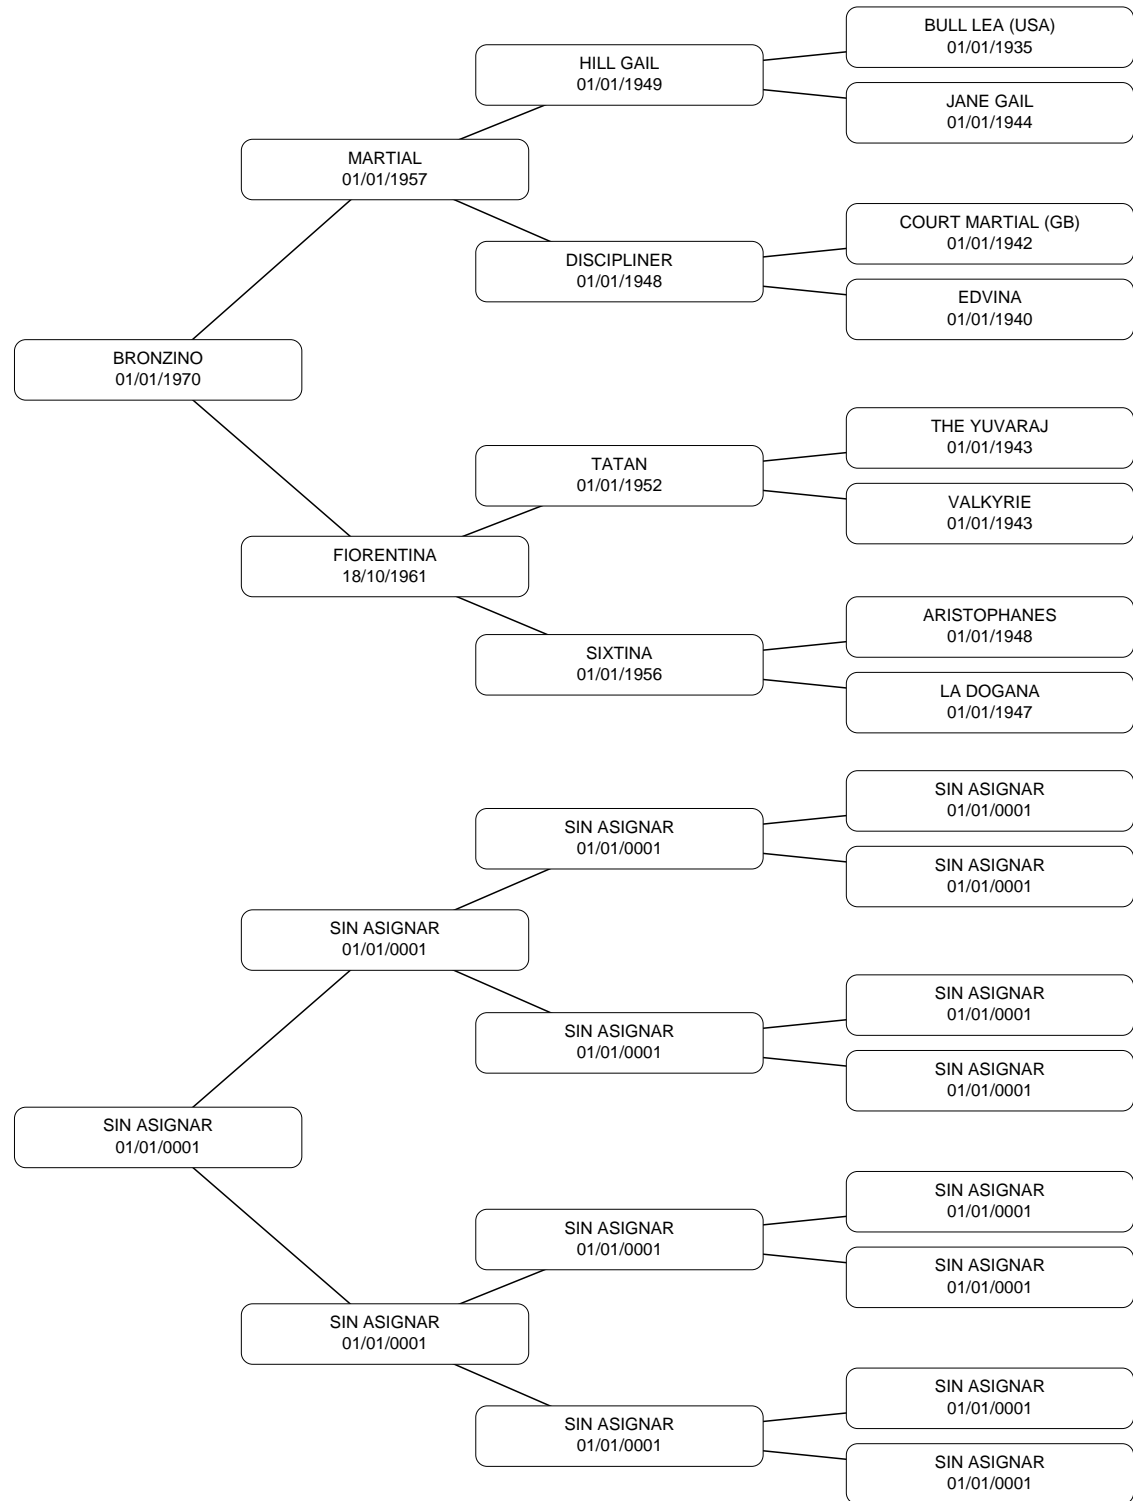 BULL LEA (USA)
01/01/1935
HILL GAIL
01/01/1949
JANE GAIL
01/01/1944
MARTIAL
01/01/1957
COURT MARTIAL (GB)
01/01/1942
DISCIPLINER
01/01/1948
EDVINA
01/01/1940
BRONZINO
01/01/1970
THE YUVARAJ
01/01/1943
TATAN
01/01/1952
VALKYRIE
01/01/1943
FIORENTINA
18/10/1961
ARISTOPHANES
01/01/1948
SIXTINA
01/01/1956
LA DOGANA
01/01/1947
SIN ASIGNAR
01/01/0001
SIN ASIGNAR
01/01/0001
SIN ASIGNAR
01/01/0001
SIN ASIGNAR
01/01/0001
SIN ASIGNAR
01/01/0001
SIN ASIGNAR
01/01/0001
SIN ASIGNAR
01/01/0001
SIN ASIGNAR
01/01/0001
SIN ASIGNAR
01/01/0001
SIN ASIGNAR
01/01/0001
SIN ASIGNAR
01/01/0001
SIN ASIGNAR
01/01/0001
SIN ASIGNAR
01/01/0001
SIN ASIGNAR
01/01/0001
SIN ASIGNAR
01/01/0001